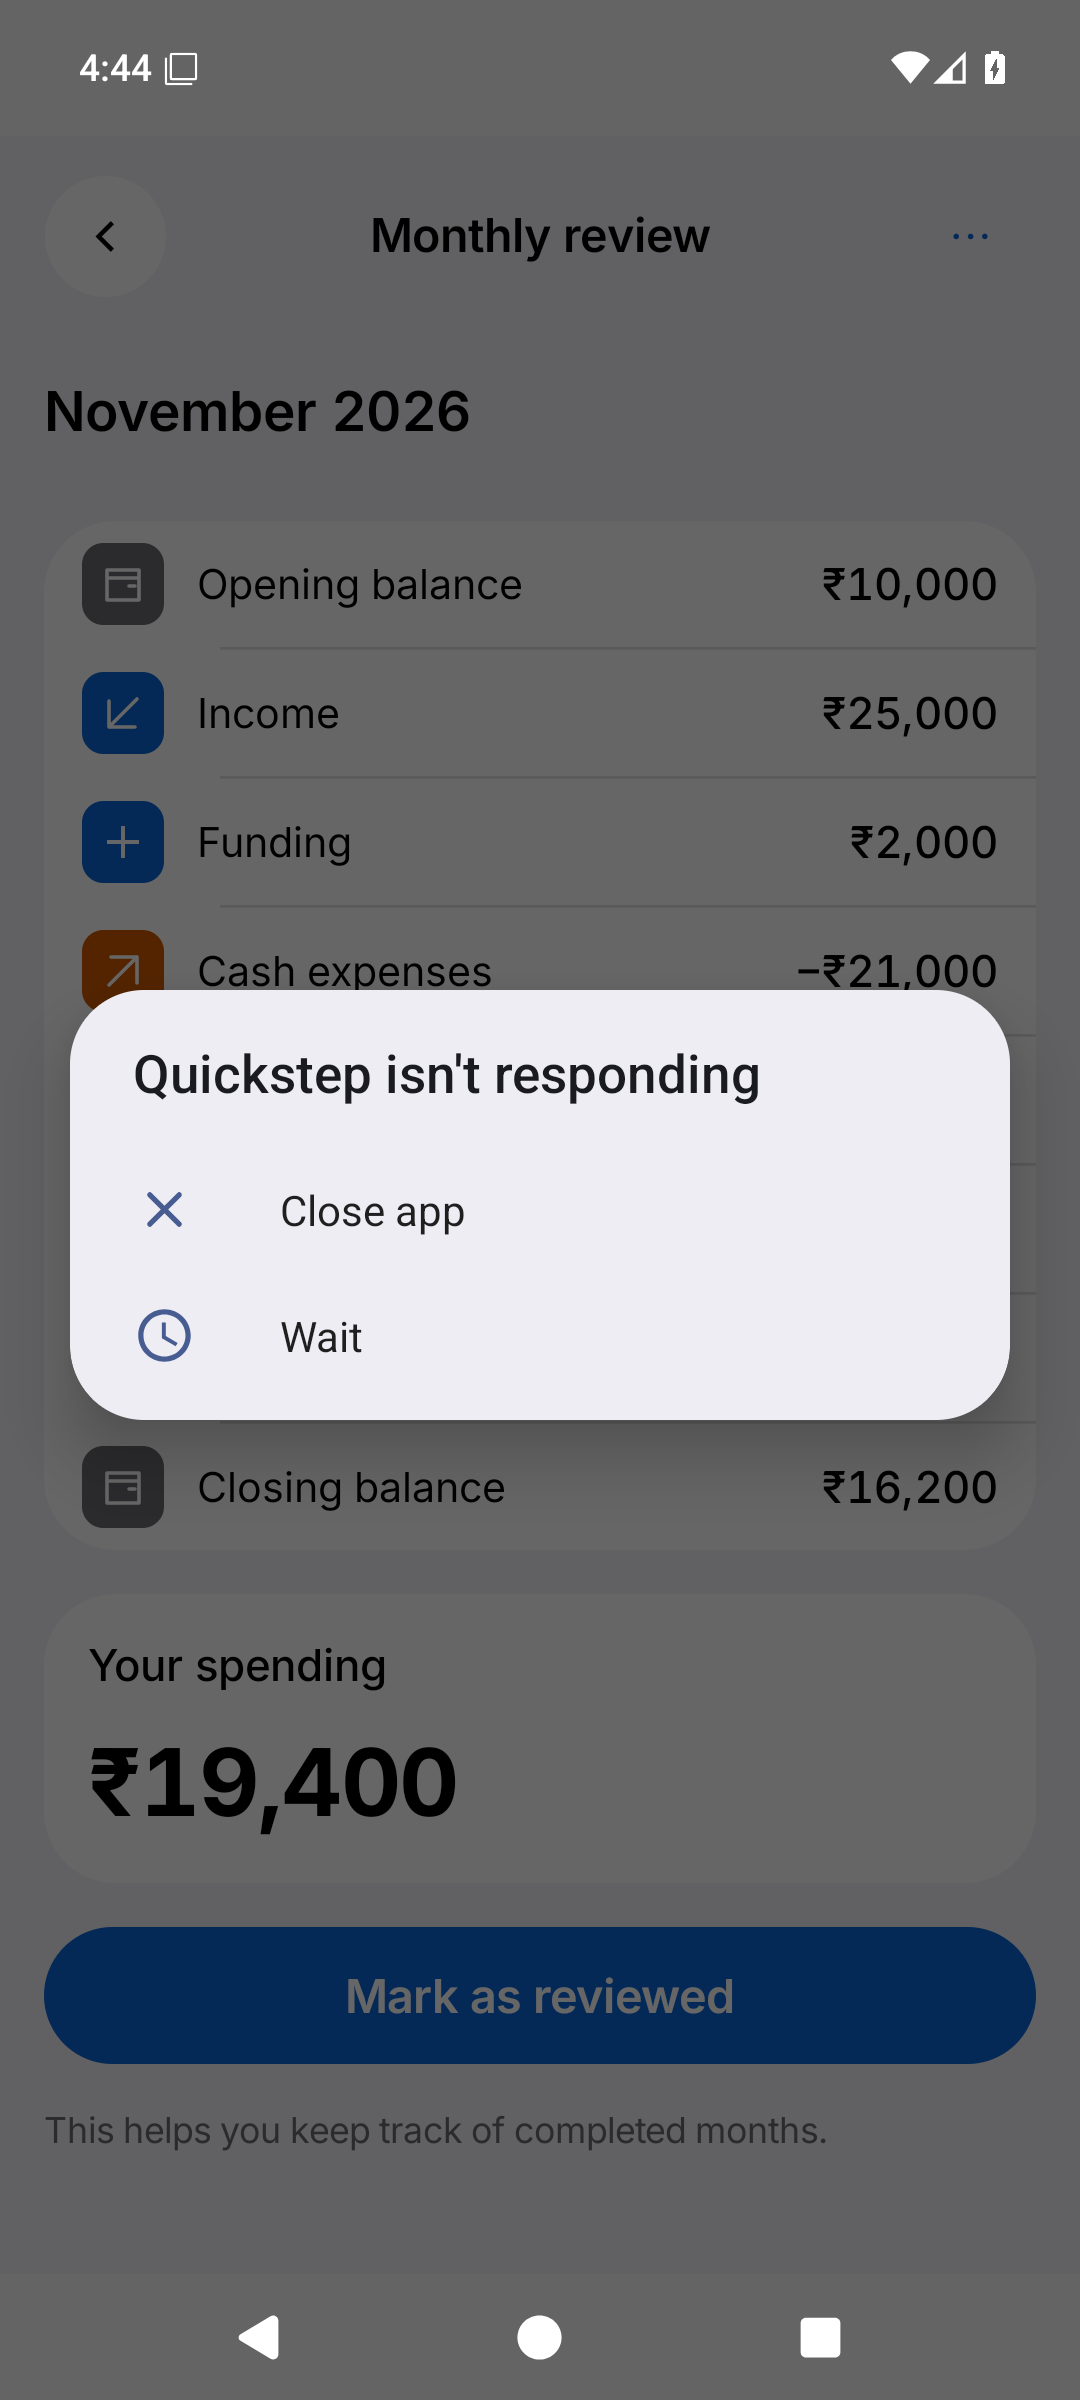 4:44
Monthly review
November 2026
Opening balance ₹10,000
Income ₹25,000
Funding ₹2,000
Cash expenses −₹21,000
Quickstep isn't responding
Close app
Wait
Closing balance ₹16,200
Your spending
₹19,400
Mark as reviewed
This helps you keep track of completed months.